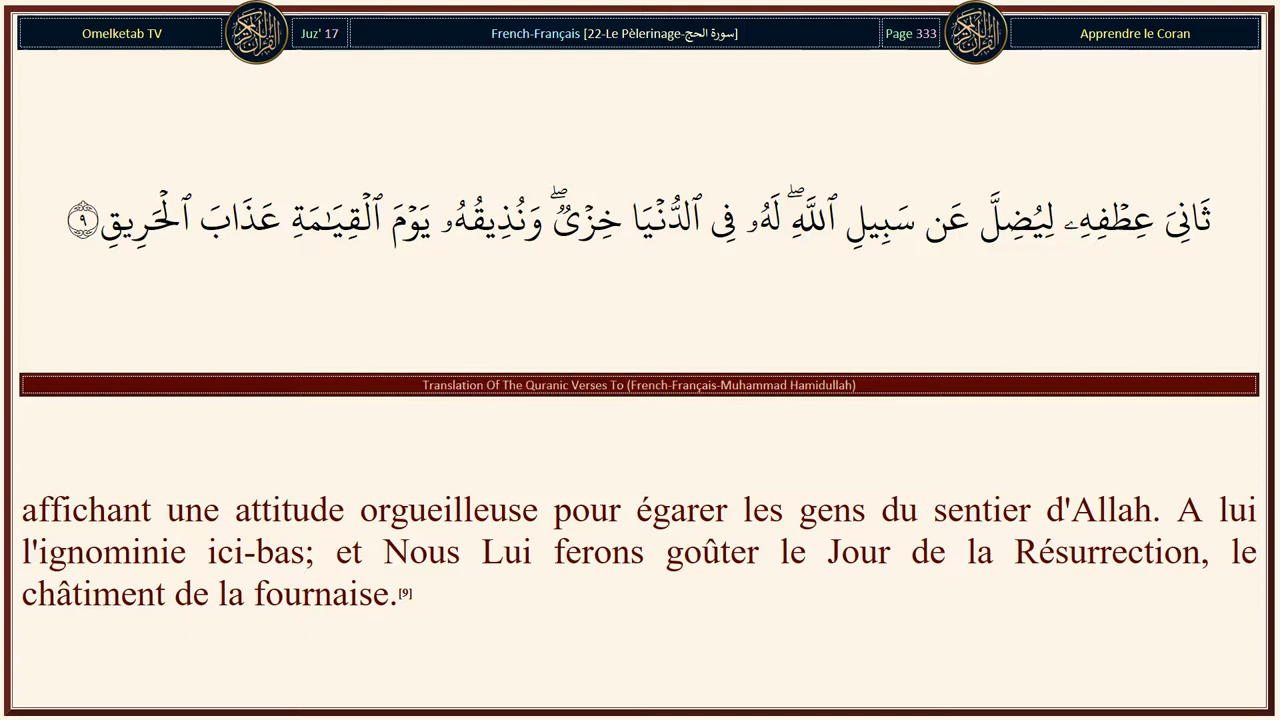 Omelketab TV
Juz' 17
French-Français [22-Le Pèlerinage-سورة الحج]
Page 333
Apprendre le Coran
ثَانِىَ عِطْفِهِۦ لِيُضِلَّ عَن سَبِيلِ ٱللَّهِ ۖ لَهُۥ فِى ٱلدُّنْيَا خِزْىٌ ۖ وَنُذِيقُهُۥ يَوْمَ ٱلْقِيَـٰمَةِ عَذَابَ ٱلْحَرِيقِ ٩
Translation Of The Quranic Verses To (French-Français-Muhammad Hamidullah)
affichant une attitude orgueilleuse pour égarer les gens du sentier d'Allah. A lui
l'ignominie ici-bas; et Nous Lui ferons goûter le Jour de la Résurrection, le
châtiment de la fournaise.[9]